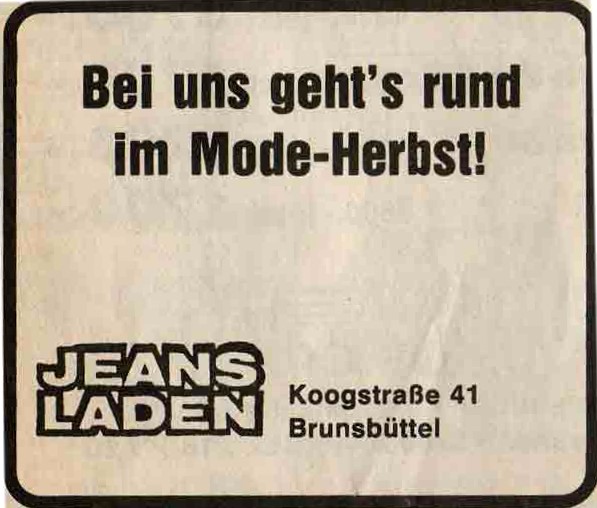 Bei uns geht's rund
im Mode-Herbst!
JEANS
LADEN
Koogstraße 41
Brunsbüttel